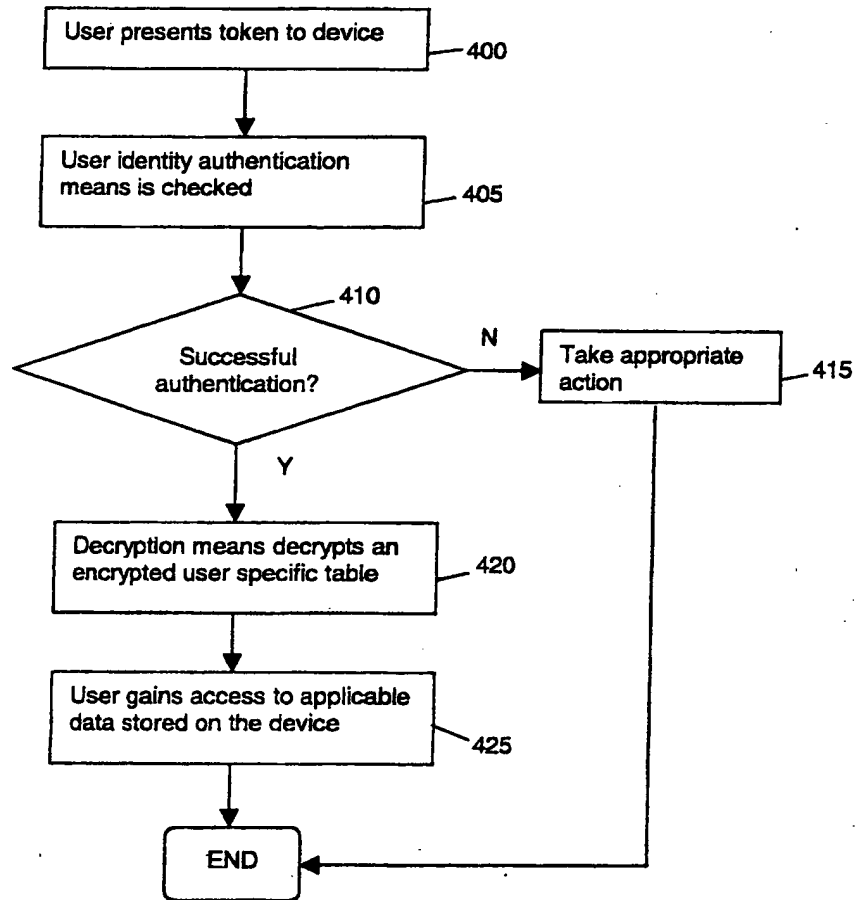 User presents token to device
400
User identity authentication
means is checked
405
410
Successful
authentication?
N
Take appropriate
action
415
Y
Decryption means decrypts an
encrypted user specific table
420
User gains access to applicable
data stored on the device
425
END